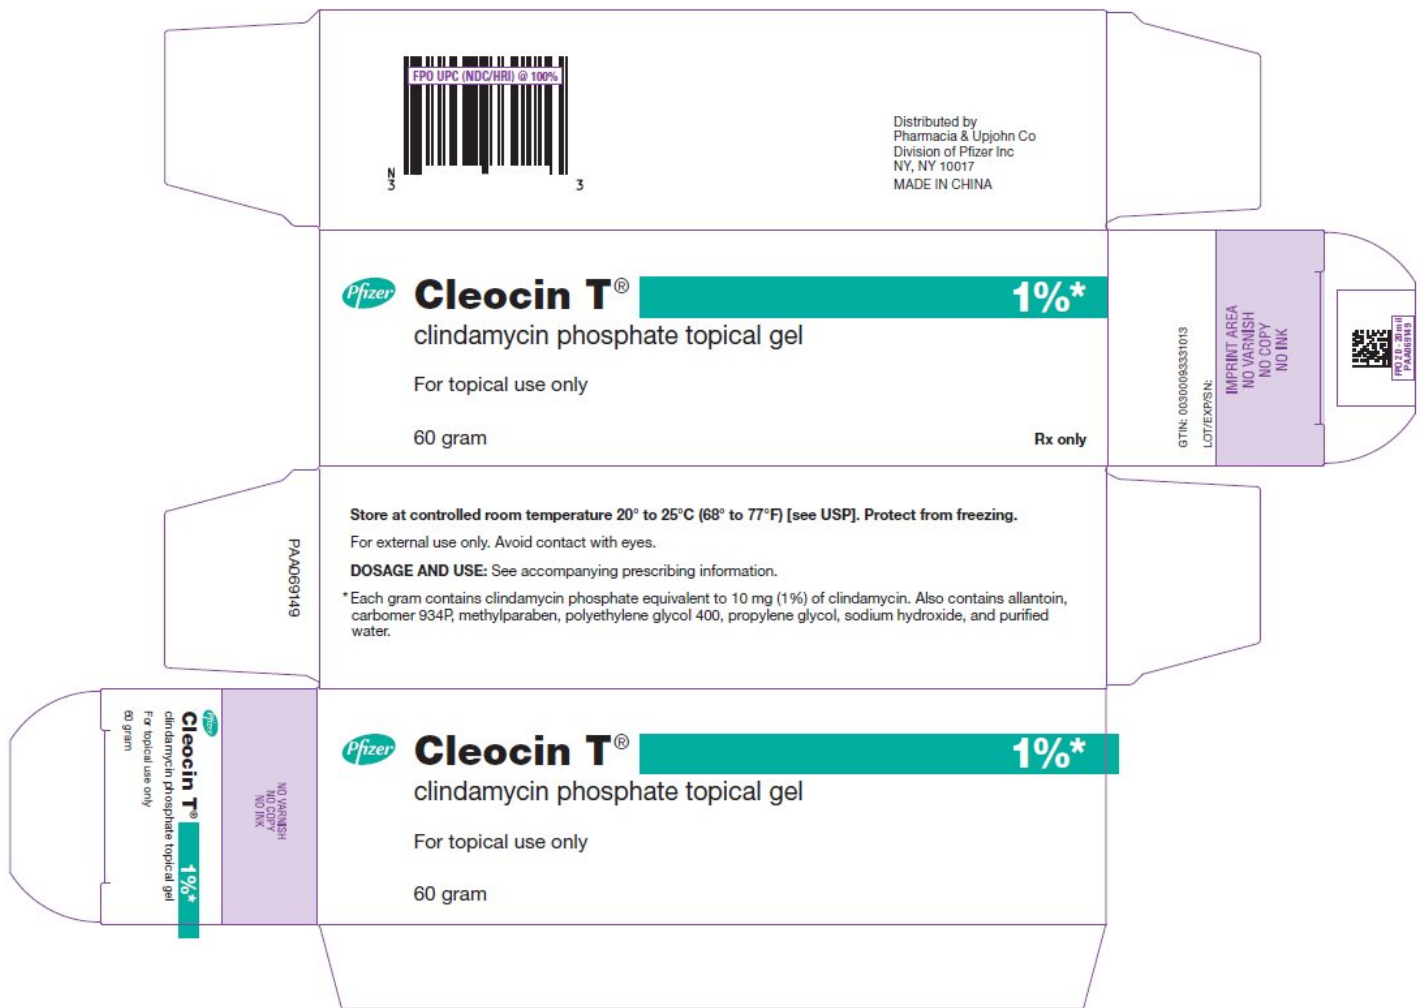 FPO UPC (NDC/HRI) @ 100%
N
3
3
Distributed by
Pharmacia & Upjohn Co
Division of Pfizer Inc
NY, NY 10017
MADE IN CHINA
Pfizer
Cleocin T®
1%*
clindamycin phosphate topical gel
For topical use only
60 gram
Rx only
GTIN: 00300093331013
LOT/EXP/SN:
IMPRINT AREA
NO VARNISH
NO COPY
NO INK
FPO 2D - 20 mil
PAA069149
PAA069149
Store at controlled room temperature 20° to 25°C (68° to 77°F) [see USP]. Protect from freezing.
For external use only. Avoid contact with eyes.
DOSAGE AND USE: See accompanying prescribing information.
*Each gram contains clindamycin phosphate equivalent to 10 mg (1%) of clindamycin. Also contains allantoin,
carbomer 934P, methylparaben, polyethylene glycol 400, propylene glycol, sodium hydroxide, and purified
water.
Pfizer
Cleocin T®
1%*
clindamycin phosphate topical gel
For topical use only
60 gram
NO VARNISH
NO COPY
NO INK
Pfizer
Cleocin T®
1%*
clindamycin phosphate topical gel
For topical use only
60 gram